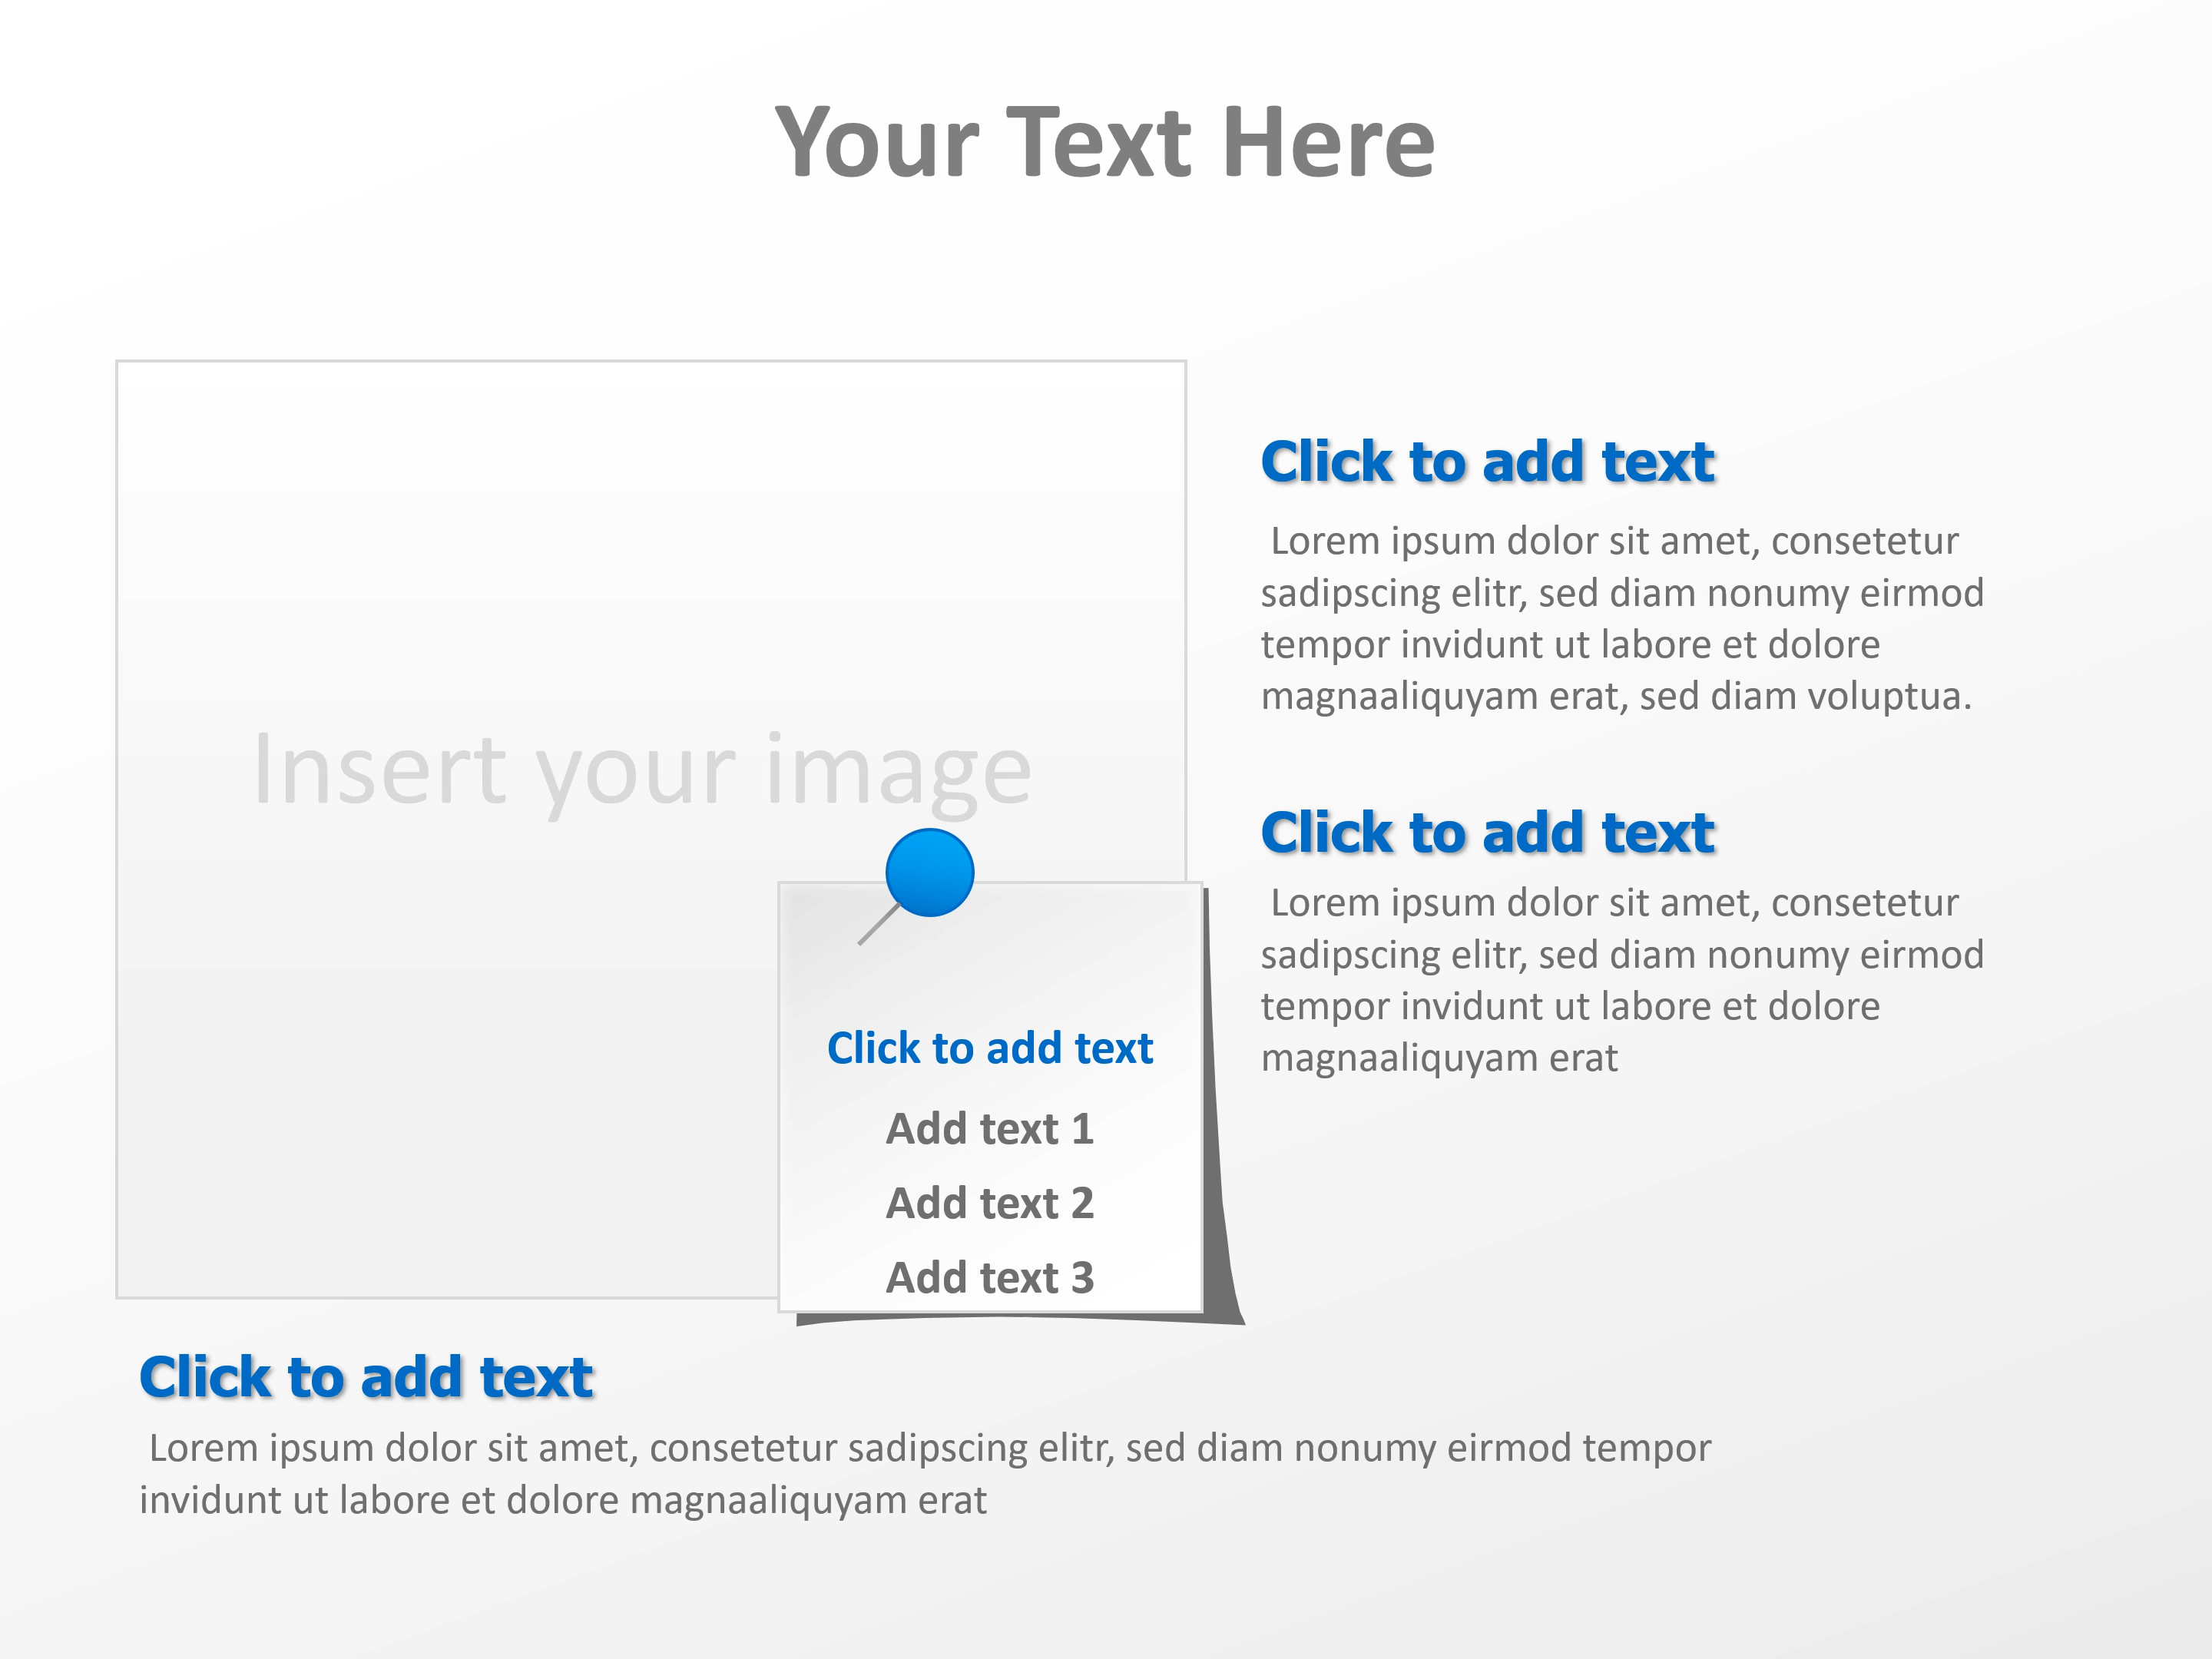 Your Text Here
Insert your image
Click to add text
Add text 1
Add text 2
Add text 3
Click to add text
Lorem ipsum dolor sit amet, consetetur
sadipscing elitr, sed diam nonumy eirmod
tempor invidunt ut labore et dolore
magnaaliquyam erat, sed diam voluptua.
Click to add text
Lorem ipsum dolor sit amet, consetetur
sadipscing elitr, sed diam nonumy eirmod
tempor invidunt ut labore et dolore
magnaaliquyam erat
Click to add text
Lorem ipsum dolor sit amet, consetetur sadipscing elitr, sed diam nonumy eirmod tempor
invidunt ut labore et dolore magnaaliquyam erat